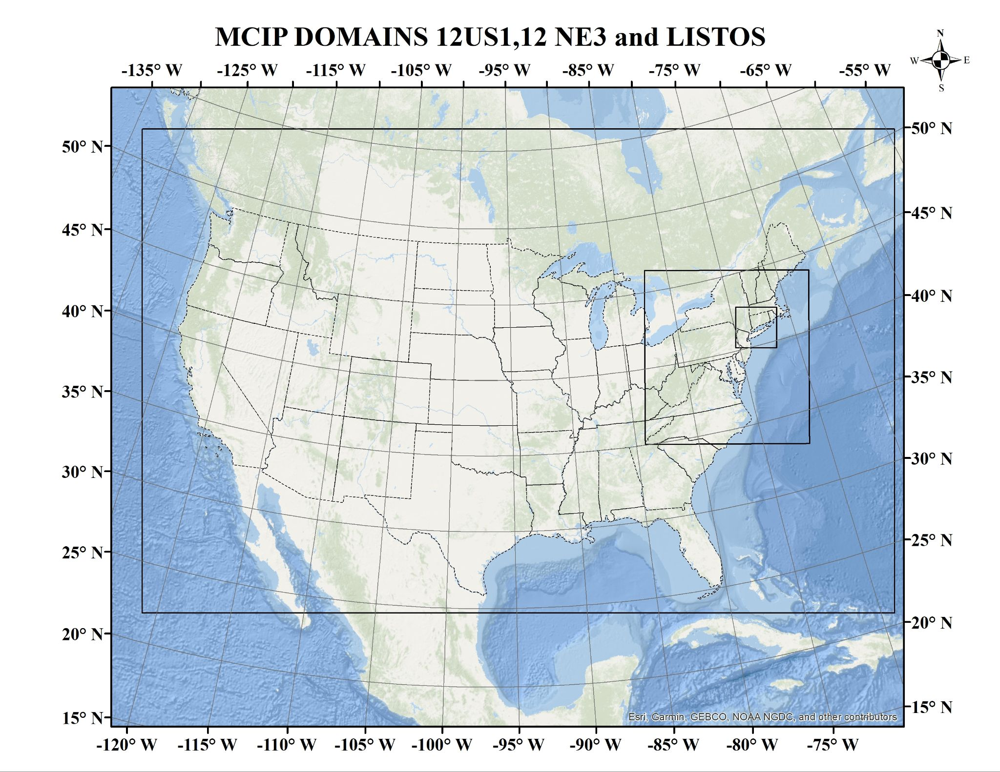 MCIP DOMAINS 12US1,12 NE3 and LISTOS
N
W E
S
-135° W -125° W -115° W -105° W -95° W -85° W -75° W -65° W -55° W
50° N 50° N
45° N 45° N
40° N 40° N
35° N 35° N
30° N 30° N
25° N 25° N
20° N 20° N
15° N 15° N
Esri, Garmin, GEBCO, NOAA NGDC, and other contributors
-120° W -115° W -110° W -105° W -100° W -95° W -90° W -85° W -80° W -75° W